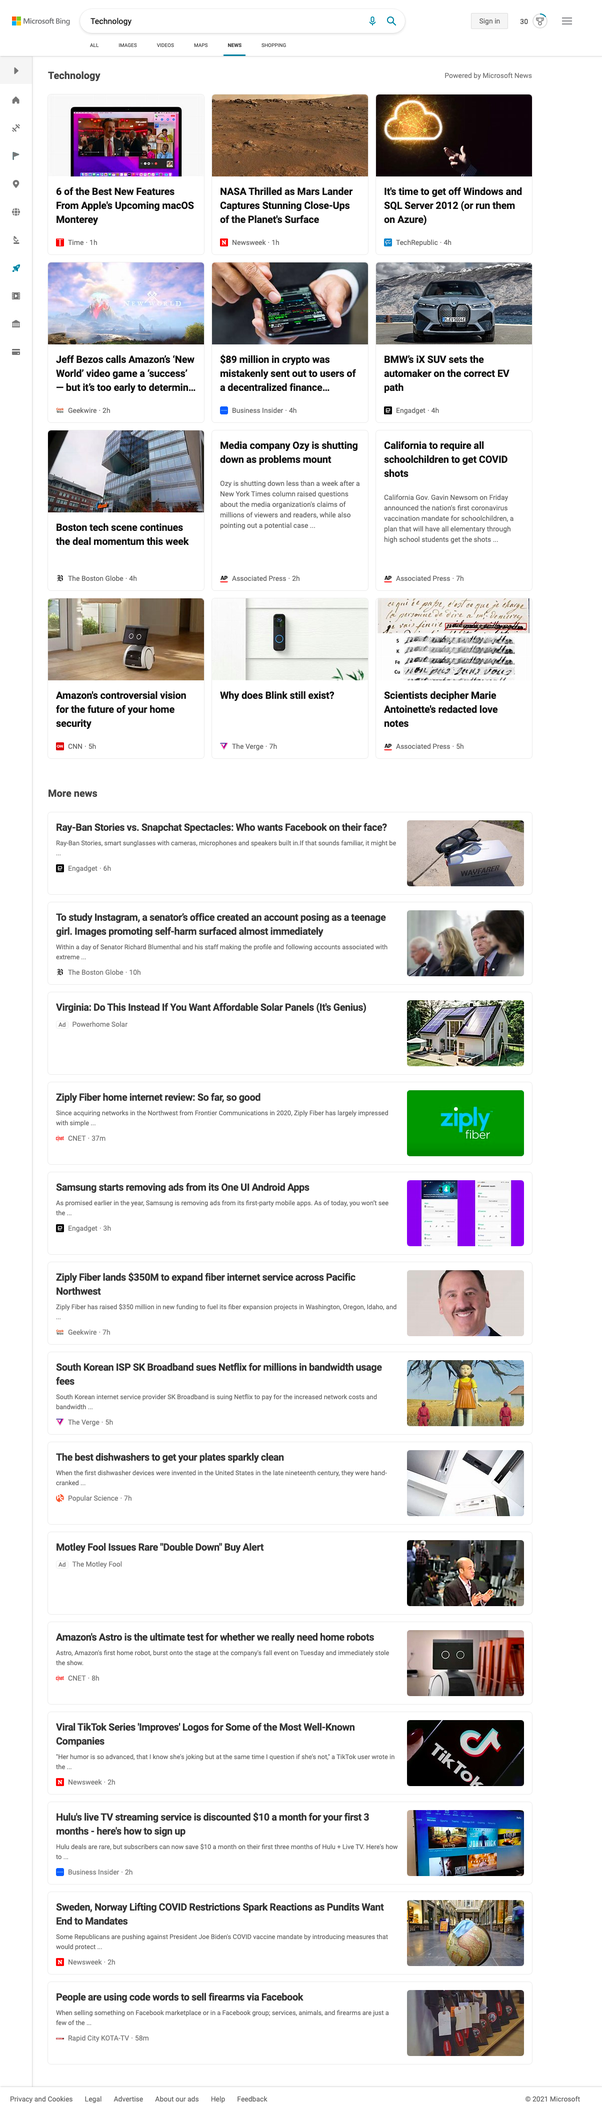 Microsoft Bing
Technology
Sign in
30
ALL
IMAGES
VIDEOS
MAPS
NEWS
SHOPPING
Technology
Powered by Microsoft News
6 of the Best New Features
From Apple's Upcoming macOS
Monterey
Time · 1h
NASA Thrilled as Mars Lander
Captures Stunning Close-Ups
of the Planet's Surface
Newsweek · 1h
It's time to get off Windows and
SQL Server 2012 (or run them
on Azure)
TechRepublic · 4h
NEW WORLD
Jeff Bezos calls Amazon's 'New
World' video game a 'success'
— but it's too early to determin...
Geekwire · 2h
$89 million in crypto was
mistakenly sent out to users of
a decentralized finance...
Business Insider · 4h
BMW's iX SUV sets the
automaker on the correct EV
path
Engadget · 4h
Boston tech scene continues
the deal momentum this week
The Boston Globe · 4h
Media company Ozy is shutting
down as problems mount
Ozy is shutting down less than a week after a
New York Times column raised questions
about the media organization's claims of
millions of viewers and readers, while also
pointing out a potential case ...
AP Associated Press · 2h
California to require all
schoolchildren to get COVID
shots
California Gov. Gavin Newsom on Friday
announced the nation's first coronavirus
vaccination mandate for schoolchildren, a
plan that will have all elementary through
high school students get the shots ...
AP Associated Press · 7h
Amazon's controversial vision
for the future of your home
security
CNN · 5h
Why does Blink still exist?
The Verge · 7h
S
K
Fe
Cu
Scientists decipher Marie
Antoinette's redacted love
notes
AP Associated Press · 5h
More news
Ray-Ban Stories vs. Snapchat Spectacles: Who wants Facebook on their face?
Ray-Ban Stories, smart sunglasses with cameras, microphones and speakers built in.If that sounds familiar, it might be
...
Engadget · 6h
WAYFARER
To study Instagram, a senator's office created an account posing as a teenage
girl. Images promoting self-harm surfaced almost immediately
Within a day of Senator Richard Blumenthal and his staff making the profile and following accounts associated with
extreme ...
The Boston Globe · 10h
Virginia: Do This Instead If You Want Affordable Solar Panels (It's Genius)
Ad Powerhome Solar
Ziply Fiber home internet review: So far, so good
Since acquiring networks in the Northwest from Frontier Communications in 2020, Ziply Fiber has largely impressed
with simple ...
CNET · 37m
ziply
fiber
Samsung starts removing ads from its One UI Android Apps
As promised earlier in the year, Samsung is removing ads from its first-party mobile apps. As of today, you won't see
the ...
Engadget · 3h
Ziply Fiber lands $350M to expand fiber internet service across Pacific
Northwest
Ziply Fiber has raised $350 million in new funding to fuel its fiber expansion projects in Washington, Oregon, Idaho, and
...
Geekwire · 7h
South Korean ISP SK Broadband sues Netflix for millions in bandwidth usage
fees
South Korean internet service provider SK Broadband is suing Netflix to pay for the increased network costs and
bandwidth ...
The Verge · 5h
The best dishwashers to get your plates sparkly clean
When the first dishwasher devices were invented in the United States in the late nineteenth century, they were hand-
cranked ...
Popular Science · 7h
Motley Fool Issues Rare "Double Down" Buy Alert
Ad The Motley Fool
Amazon's Astro is the ultimate test for whether we really need home robots
Astro, Amazon's first home robot, burst onto the stage at the company's fall event on Tuesday and immediately stole
the show.
CNET · 8h
Viral TikTok Series 'Improves' Logos for Some of the Most Well-Known
Companies
"Her humor is so advanced, that I know she's joking but at the same time I question if she's not," a TikTok user wrote in
the ...
Newsweek · 2h
TikTok
Hulu's live TV streaming service is discounted $10 a month for your first 3
months - here's how to sign up
Hulu deals are rare, but subscribers can now save $10 a month on their first three months of Hulu + Live TV. Here's how
to ...
Business Insider · 2h
Sweden, Norway Lifting COVID Restrictions Spark Reactions as Pundits Want
End to Mandates
Some Republicans are pushing against President Joe Biden's COVID vaccine mandate by introducing measures that
would protect ...
Newsweek · 2h
People are using code words to sell firearms via Facebook
When selling something on Facebook marketplace or in a Facebook group; services, animals, and firearms are just a
few of the ...
Rapid City KOTA-TV · 58m
Privacy and Cookies
Legal
Advertise
About our ads
Help
Feedback
© 2021 Microsoft